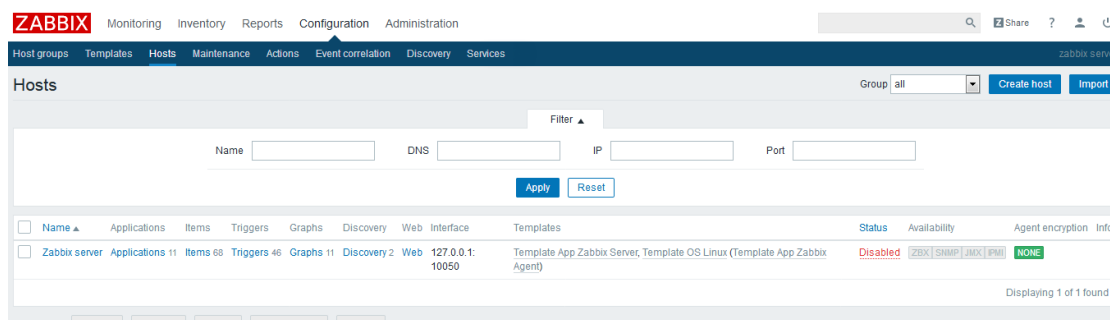 ZABBIX Monitoring Inventory Reports Configuration Administration Z Share ?
Host groups Templates Hosts Maintenance Actions Event correlation Discovery Services zabbix serve
Hosts Group all Create host Import
Filter ▲
Name DNS IP Port
Apply Reset
Name ▲ Applications Items Triggers Graphs Discovery Web Interface Templates Status Availability Agent encryption Info
Zabbix server Applications 11 Items 68 Triggers 46 Graphs 11 Discovery 2 Web 127.0.0.1: Template App Zabbix Server, Template OS Linux (Template App Zabbix Disabled ZBX SNMP JMX IPMI NONE
10050 Agent)
Displaying 1 of 1 found